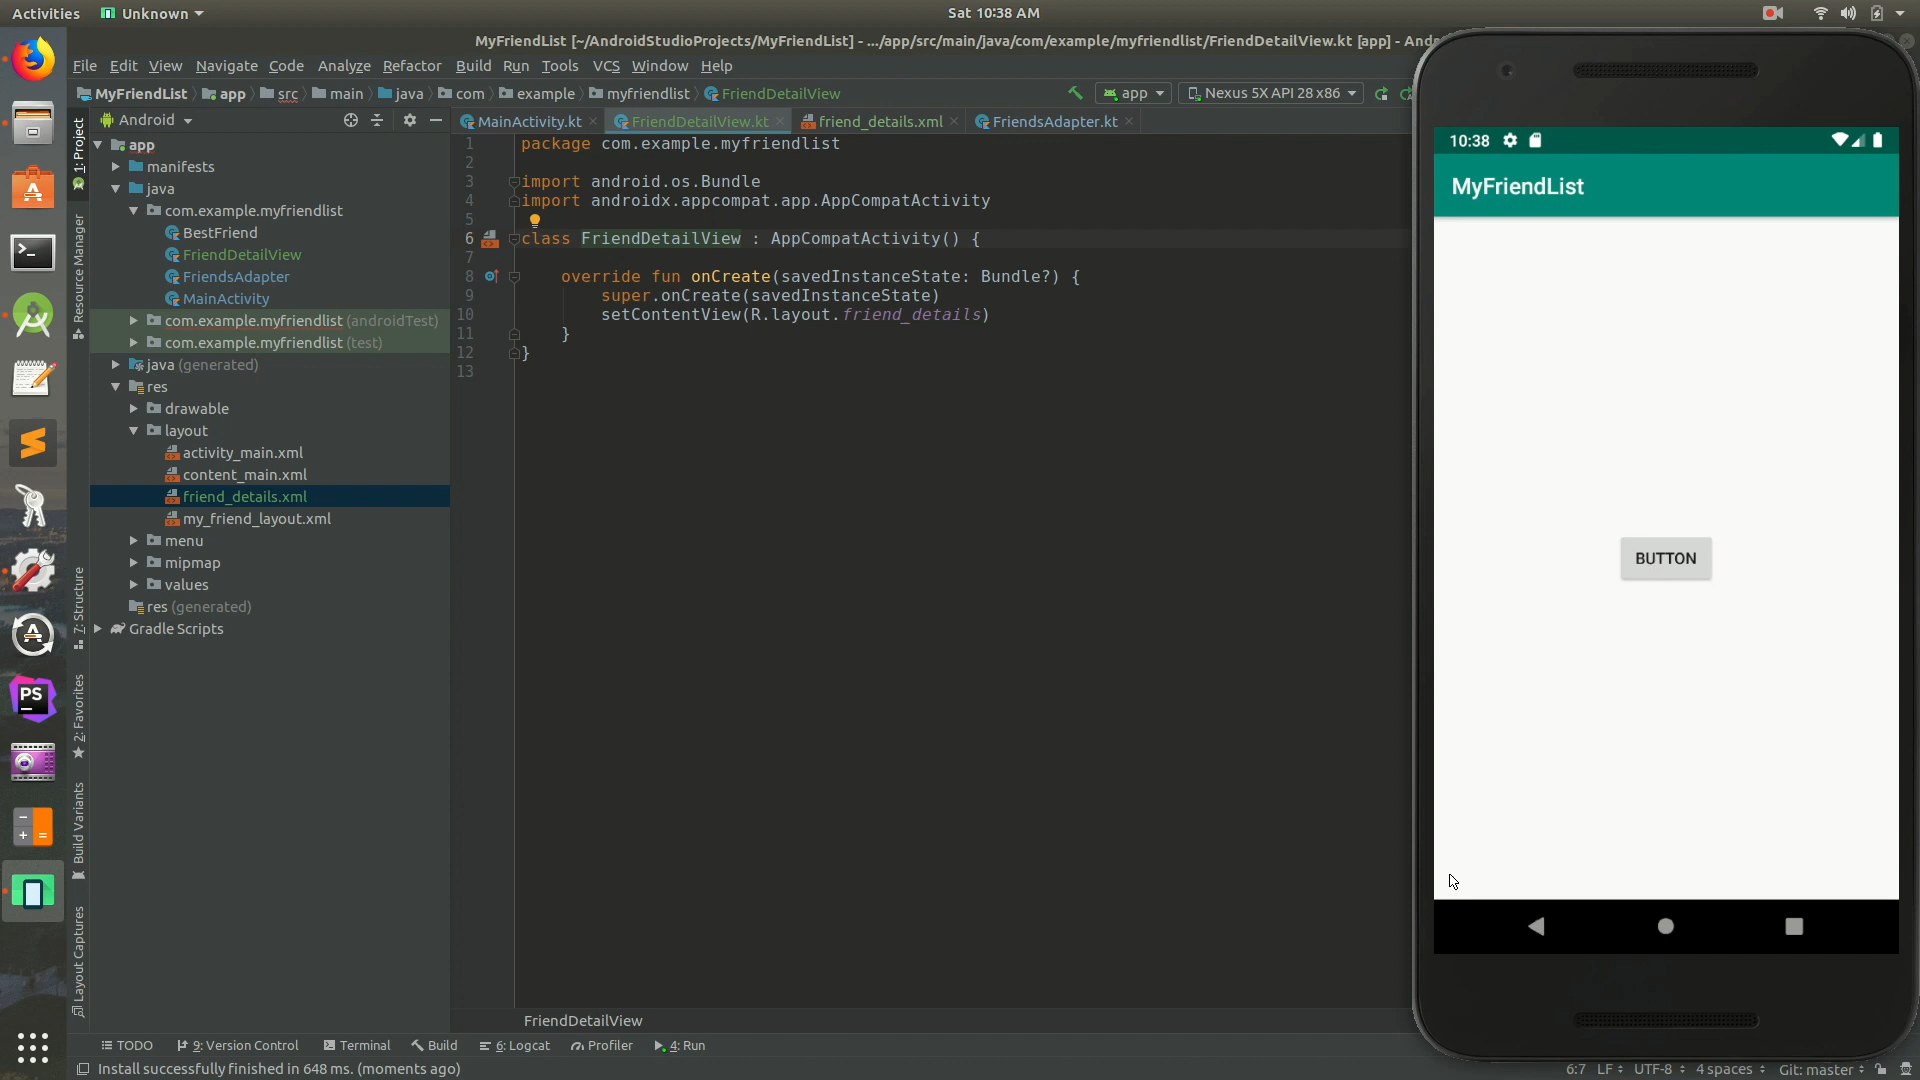 Activities
Unknown
Sat 10:38 AM
MyFriendList [~/AndroidStudioProjects/MyFriendList] - .../app/src/main/java/com/example/myfriendlist/FriendDetailView.kt [app] - Andr
File Edit View Navigate Code Analyze Refactor Build Run Tools VCS Window Help
MyFriendList app src main java com example myfriendlist FriendDetailView
app
Nexus 5X API 28 x86
1: Project
Resource Manager
7: Structure
2: Favorites
Build Variants
Layout Captures
Android
app
manifests
java
com.example.myfriendlist
BestFriend
FriendDetailView
FriendsAdapter
MainActivity
com.example.myfriendlist (androidTest)
com.example.myfriendlist (test)
java (generated)
res
drawable
layout
activity_main.xml
content_main.xml
friend_details.xml
my_friend_layout.xml
menu
mipmap
values
res (generated)
Gradle Scripts
MainActivity.kt FriendDetailView.kt friend_details.xml FriendsAdapter.kt
1 package com.example.myfriendlist
2
3 import android.os.Bundle
4 import androidx.appcompat.app.AppCompatActivity
5
6 class FriendDetailView : AppCompatActivity() {
7
8 override fun onCreate(savedInstanceState: Bundle?) {
9 super.onCreate(savedInstanceState)
10 setContentView(R.layout.friend_details)
11 }
12 }
13
FriendDetailView
10:38
MyFriendList
BUTTON
PS
TODO 9: Version Control Terminal Build 6: Logcat Profiler 4: Run
Install successfully finished in 648 ms. (moments ago)
6:7 LF UTF-8 4 spaces Git: master